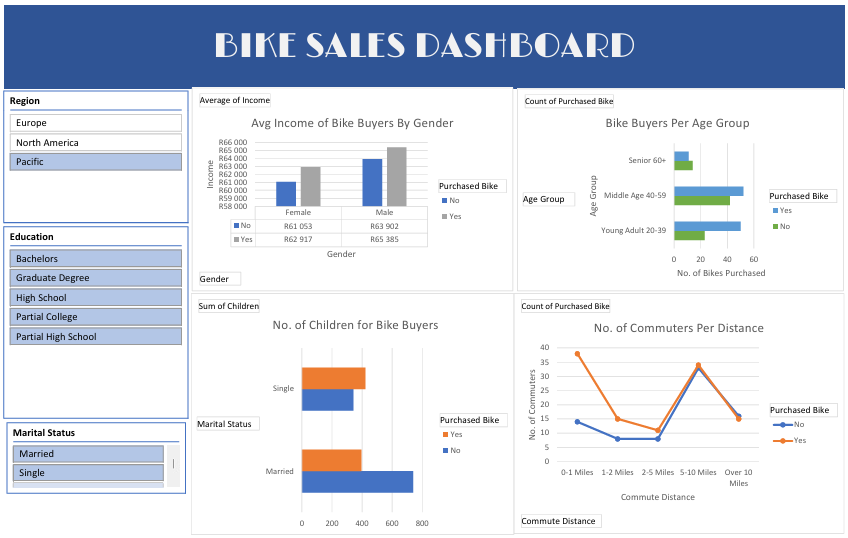 BIKE SALES DASHBOARD
Region
Europe
North America
Pacific
Education
Bachelors
Graduate Degree
High School
Partial College
Partial High School
Marital Status
Married
Single
Average of Income
Avg Income of Bike Buyers By Gender
R66 000
R65 000
R64 000
R63 000
R62 000
R61 000
R60 000
R59 000
R58 000
Income
Female Male
No R61 053 R63 902
Yes R62 917 R65 385
Gender
Purchased Bike
No
Yes
Gender
Count of Purchased Bike
Bike Buyers Per Age Group
Age Group
Age Group
Senior 60+
Middle Age 40-59
Young Adult 20-39
0 20 40 60
No. of Bikes Purchased
Purchased Bike
Yes
No
Sum of Children
No. of Children for Bike Buyers
Marital Status
Single
Married
0 200 400 600 800
Purchased Bike
Yes
No
Count of Purchased Bike
No. of Commuters Per Distance
No. of Commuters
40
35
30
25
20
15
10
5
0
0-1 Miles 1-2 Miles 2-5 Miles 5-10 Miles Over 10
Miles
Commute Distance
Purchased Bike
No
Yes
Commute Distance